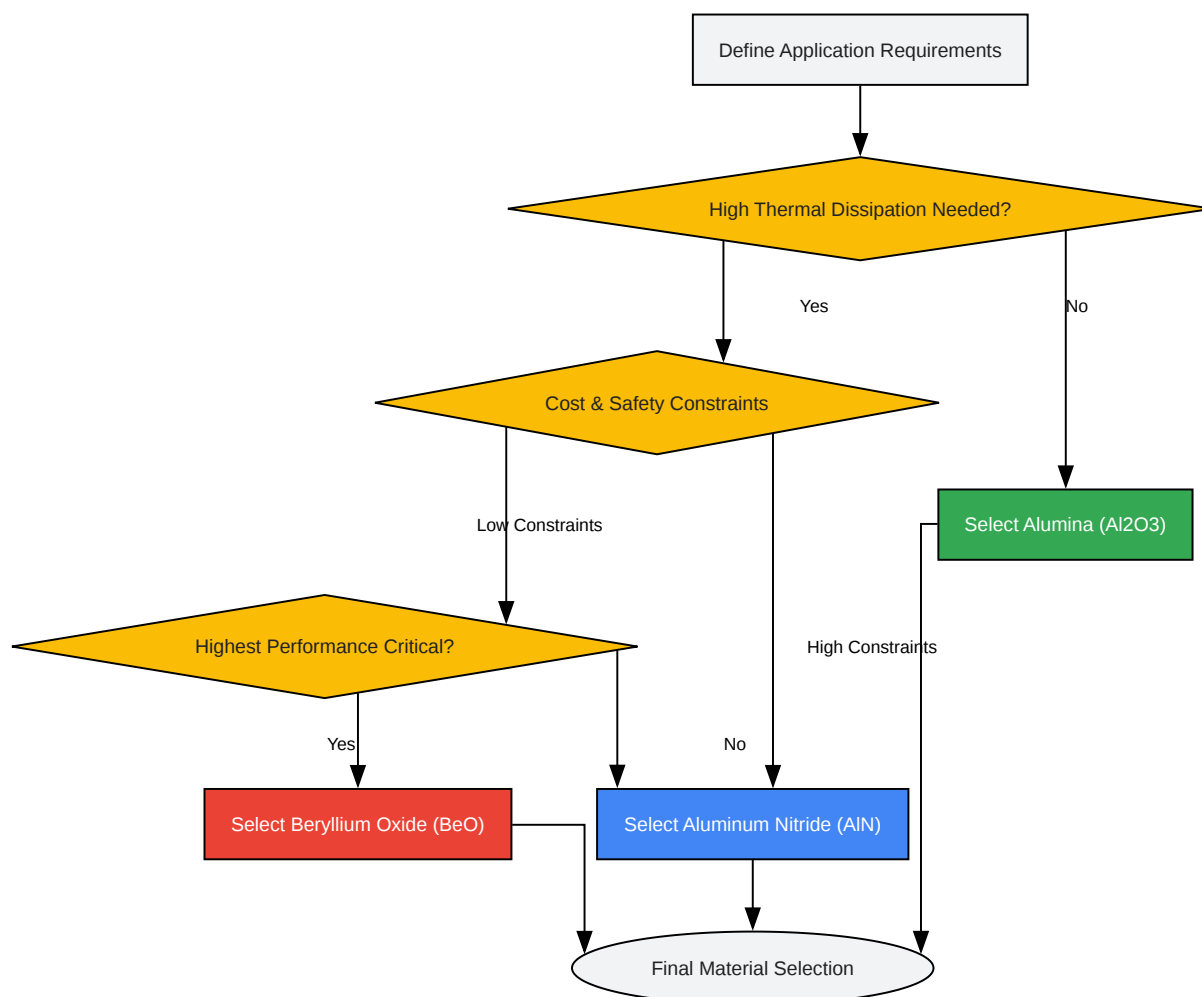 Define Application Requirements
High Thermal Dissipation Needed?
Yes
No
Cost & Safety Constraints
Low Constraints
Select Alumina (Al2O3)
Highest Performance Critical?
High Constraints
Yes
No
Select Beryllium Oxide (BeO)
Select Aluminum Nitride (AlN)
Final Material Selection